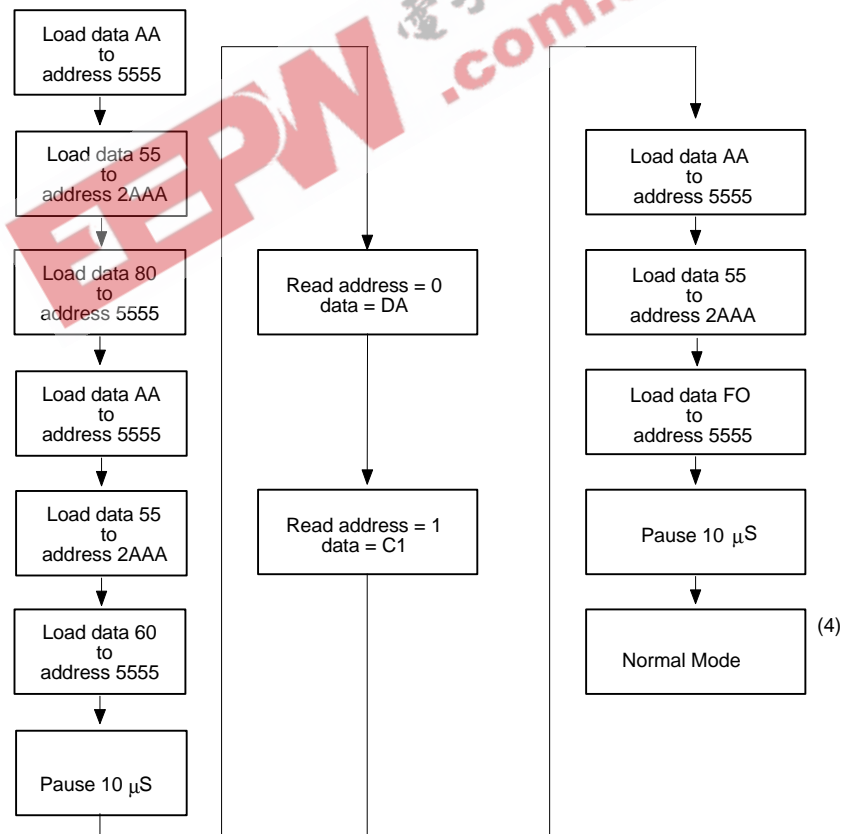 Load data AA
to
address 5555
Load data 55
to
address 2AAA
Load data 80
to
address 5555
Load data AA
to
address 5555
Load data 55
to
address 2AAA
Load data 60
to
address 5555
Pause 10 μS
Read address = 0
data = DA
Read address = 1
data = C1
Load data AA
to
address 5555
Load data 55
to
address 2AAA
Load data FO
to
address 5555
Pause 10 μS
Normal Mode
(4)
EEPW
.com.